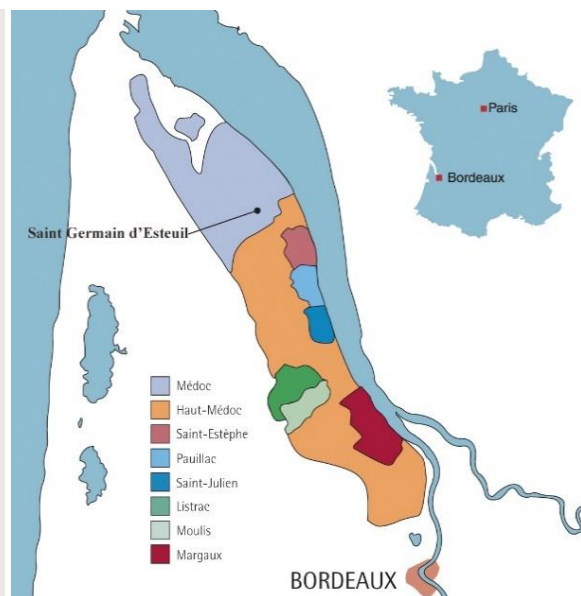 Paris
Bordeaux
Saint Germain d'Esteuil
Médoc
Haut-Médoc
Saint-Estèphe
Pauillac
Saint-Julien
Listrac
Moulis
Margaux
BORDEAUX